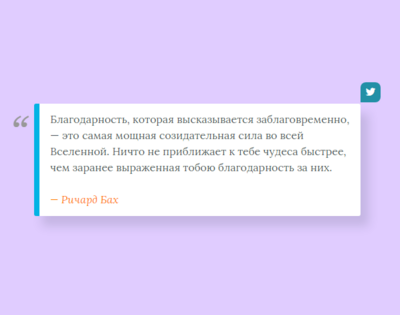 “
Благодарность, которая высказывается заблаговременно,
— это самая мощная созидательная сила во всей
Вселенной. Ничто не приближает к тебе чудеса быстрее,
чем заранее выраженная тобою благодарность за них.
— Ричард Бах